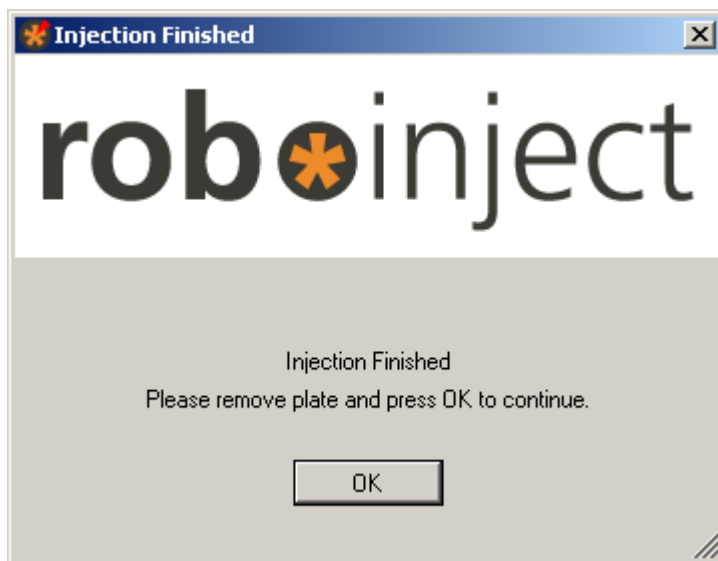 Injection Finished
roboinject
Injection Finished
Please remove plate and press OK to continue.
OK